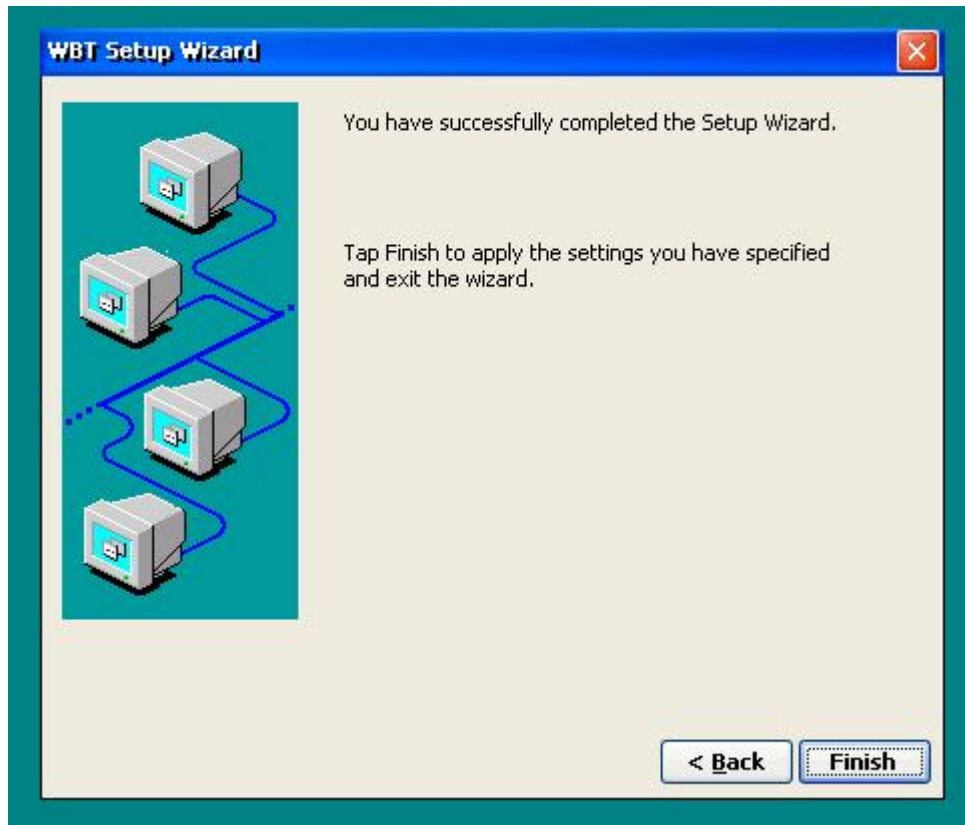 WBT Setup Wizard
You have successfully completed the Setup Wizard.
Tap Finish to apply the settings you have specified
and exit the wizard.
< Back
Finish